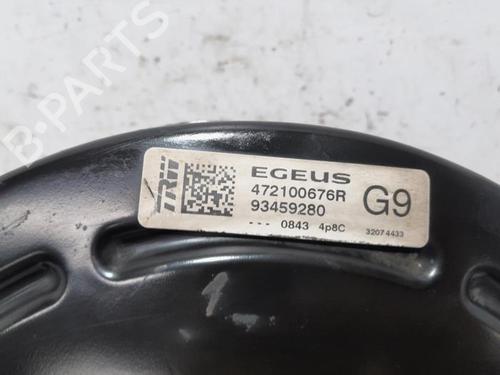 B-PARTS
TRW
EGEUS
472100676R
93459280
G9
--- 0843 4p8C
32074433